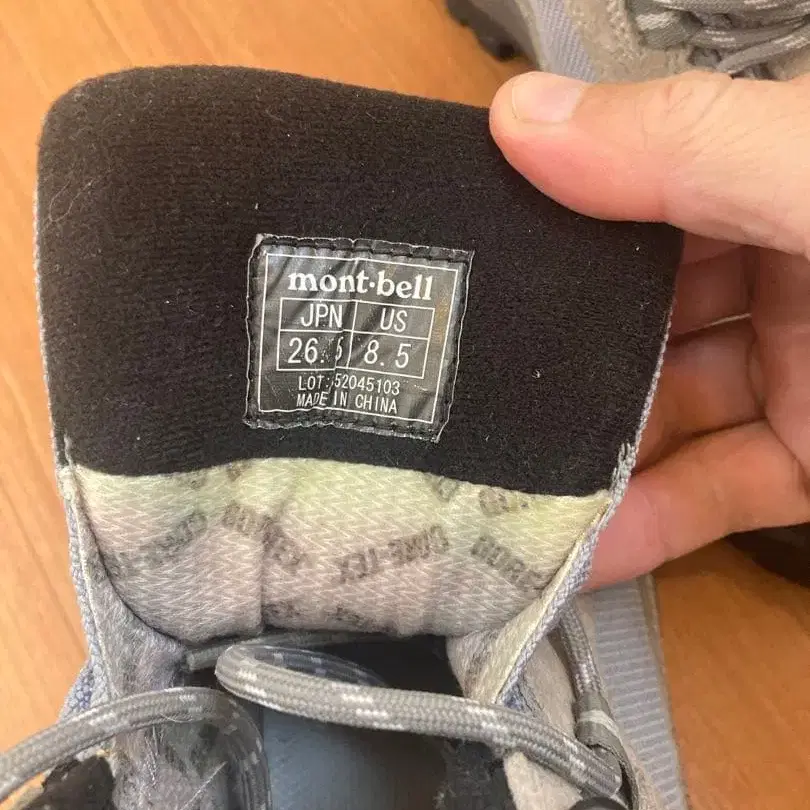 mont·bell
JPN US
26.5 8.5
LOT:52045103
MADE IN CHINA
GORE-TEX